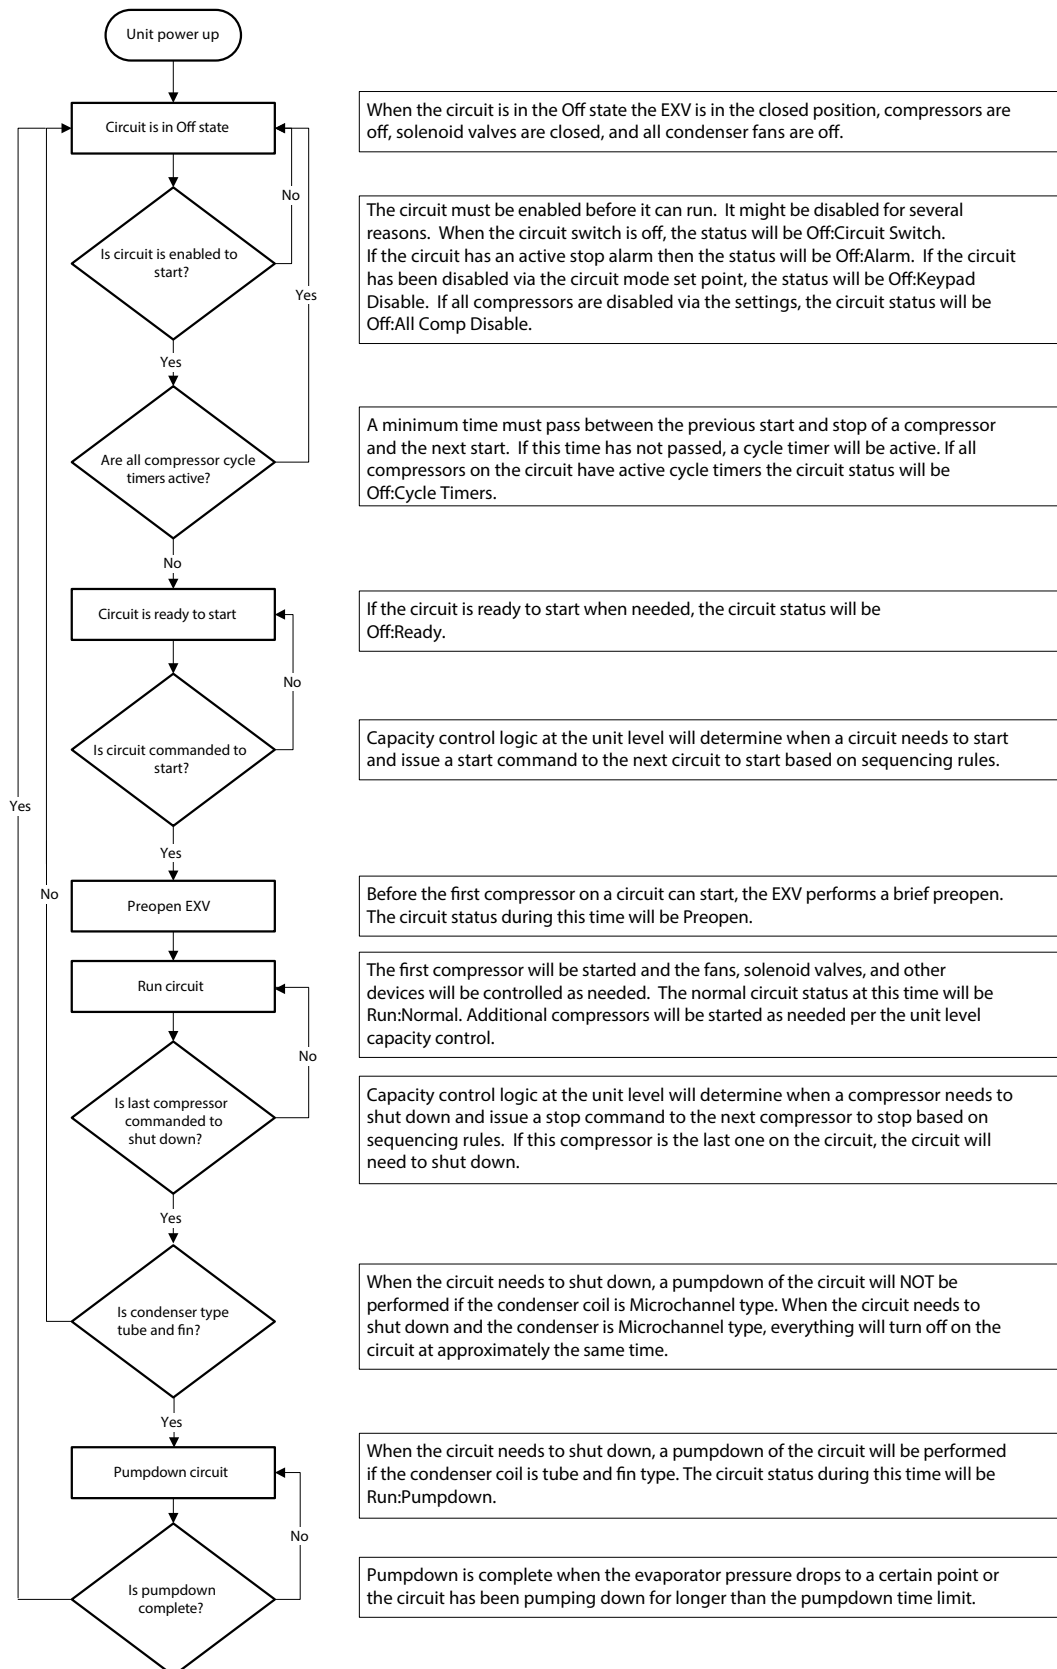 Unit power up
Circuit is in Off state
When the circuit is in the Off state the EXV is in the closed position, compressors are
off, solenoid valves are closed, and all condenser fans are off.
No
Is circuit is enabled to
start?
The circuit must be enabled before it can run. It might be disabled for several
reasons. When the circuit switch is off, the status will be Off:Circuit Switch.
If the circuit has an active stop alarm then the status will be Off:Alarm. If the circuit
has been disabled via the circuit mode set point, the status will be Off:Keypad
Disable. If all compressors are disabled via the settings, the circuit status will be
Off:All Comp Disable.
Yes
Yes
Are all compressor cycle
timers active?
A minimum time must pass between the previous start and stop of a compressor
and the next start. If this time has not passed, a cycle timer will be active. If all
compressors on the circuit have active cycle timers the circuit status will be
Off:Cycle Timers.
No
Circuit is ready to start
If the circuit is ready to start when needed, the circuit status will be
Off:Ready.
No
Is circuit commanded to
start?
Capacity control logic at the unit level will determine when a circuit needs to start
and issue a start command to the next circuit to start based on sequencing rules.
Yes
Yes
No
Preopen EXV
Before the first compressor on a circuit can start, the EXV performs a brief preopen.
The circuit status during this time will be Preopen.
Run circuit
The first compressor will be started and the fans, solenoid valves, and other
devices will be controlled as needed. The normal circuit status at this time will be
Run:Normal. Additional compressors will be started as needed per the unit level
capacity control.
No
Is last compressor
commanded to
shut down?
Capacity control logic at the unit level will determine when a compressor needs to
shut down and issue a stop command to the next compressor to stop based on
sequencing rules. If this compressor is the last one on the circuit, the circuit will
need to shut down.
Yes
Is condenser type
tube and fin?
When the circuit needs to shut down, a pumpdown of the circuit will NOT be
performed if the condenser coil is Microchannel type. When the circuit needs to
shut down and the condenser is Microchannel type, everything will turn off on the
circuit at approximately the same time.
Yes
Pumpdown circuit
When the circuit needs to shut down, a pumpdown of the circuit will be performed
if the condenser coil is tube and fin type. The circuit status during this time will be
Run:Pumpdown.
No
Is pumpdown
complete?
Pumpdown is complete when the evaporator pressure drops to a certain point or
the circuit has been pumping down for longer than the pumpdown time limit.